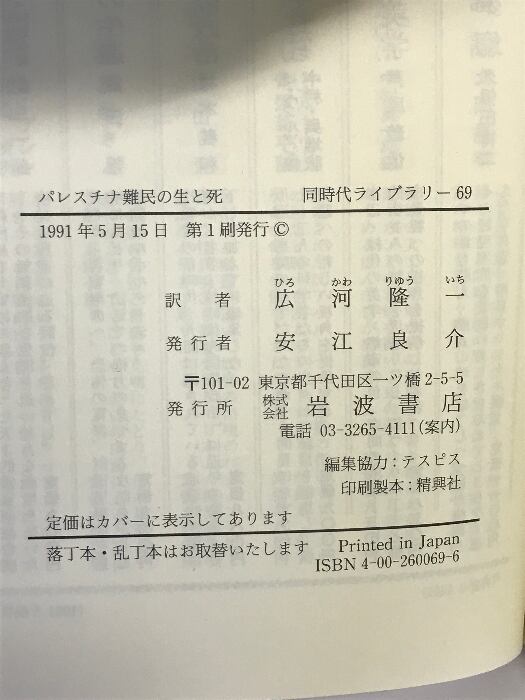 パレスチナ難民の生と死 同時代ライブラリー 69
1991年5月15日 第1刷発行 ©
ひろ かわ りゅう いち
訳者 広河隆一
発行者 安江良介
〒101-02 東京都千代田区一ツ橋 2-5-5
発行所 株式会社 岩波書店
電話 03-3265-4111(案内)
編集協力：テスピス
印刷製本：精興社
定価はカバーに表示してあります
落丁本・乱丁本はお取替いたします Printed in Japan
ISBN 4-00-260069-6